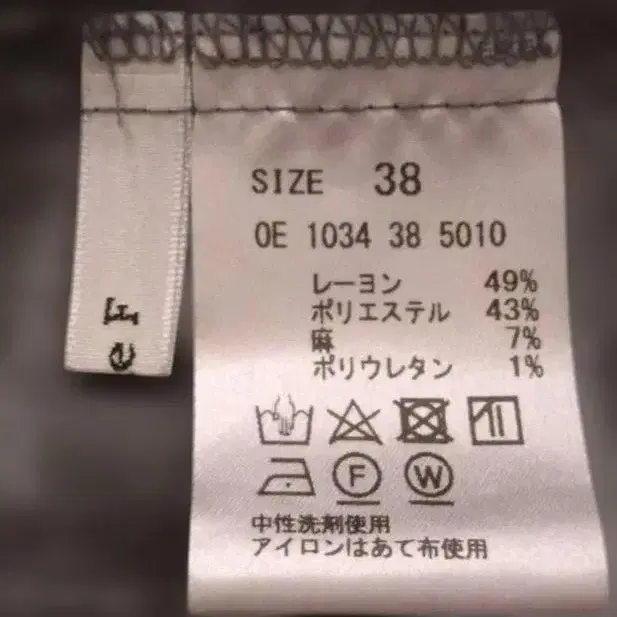 SIZE 38
OE 1034 38 5010
レーヨン 49%
ポリエステル 43%
麻 7%
ポリウレタン 1%
F W
中性洗剤使用
アイロンはあて布使用